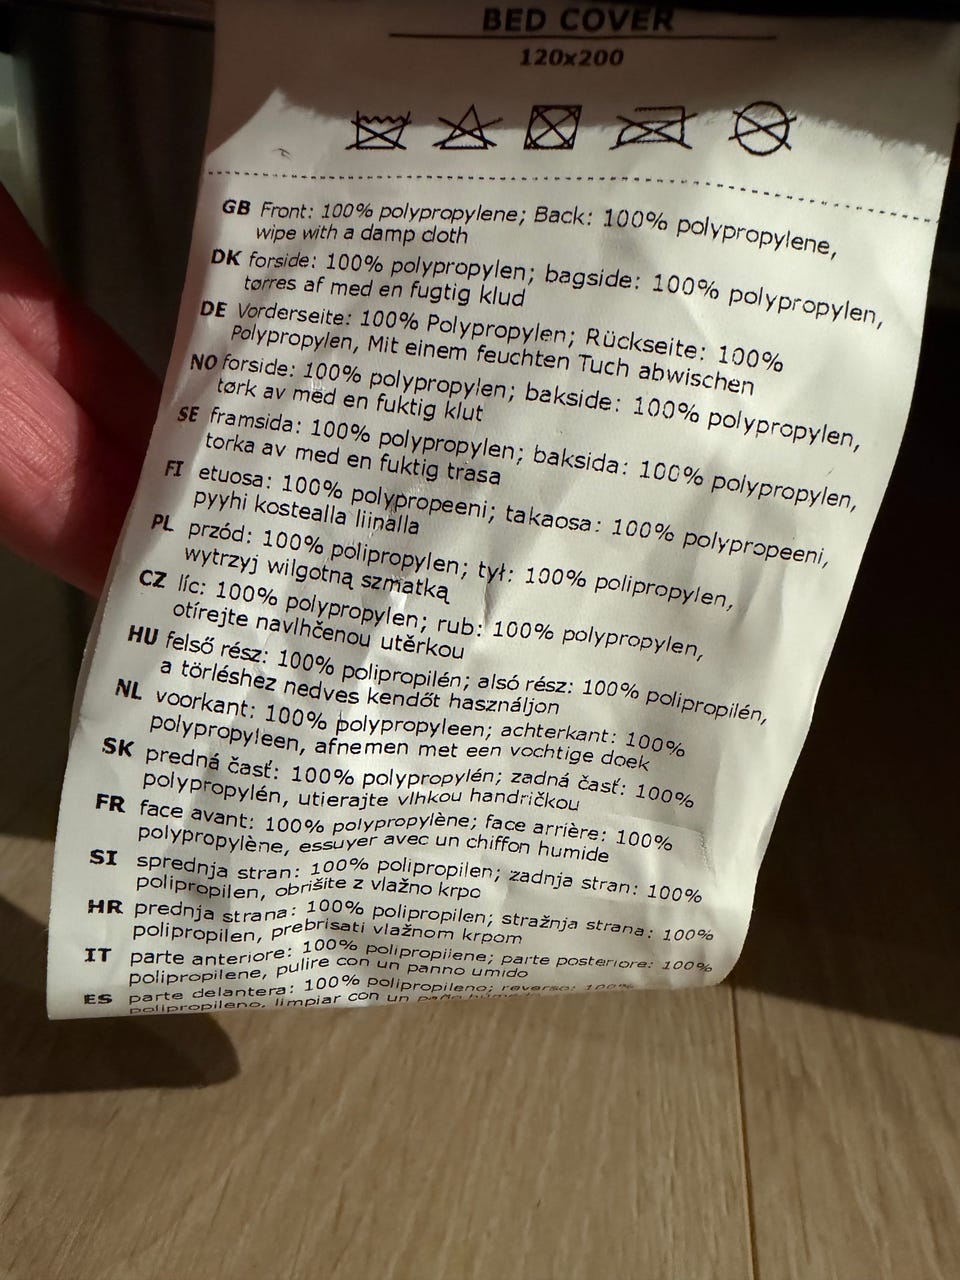 BED COVER
120x200
GB Front: 100% polypropylene; Back: 100% polypropylene,
wipe with a damp cloth
DK forside: 100% polypropylen; bagside: 100% polypropylen,
tørres af med en fugtig klud
DE Vorderseite: 100% Polypropylen; Rückseite: 100%
Polypropylen, Mit einem feuchten Tuch abwischen
NO forside: 100% polypropylen; bakside: 100% polypropylen,
tørk av med en fuktig klut
SE framsida: 100% polypropylen; baksida: 100% polypropylen,
torka av med en fuktig trasa
FI etuosa: 100% polypropeeni; takaosa: 100% polypropeeni,
pyyhi kostealla liinalla
PL przód: 100% polipropylen; tył: 100% polipropylen,
wytrzyj wilgotną szmatką
CZ líc: 100% polypropylen; rub: 100% polypropylen,
otírejte navlhčenou utěrkou
HU felső rész: 100% polipropilén; alsó rész: 100% polipropilén,
a törléshez nedves kendőt használjon
NL voorkant: 100% polypropyleen; achterkant: 100%
polypropyleen, afnemen met een vochtige doek
SK predná časť: 100% polypropylén; zadná časť: 100%
polypropylén, utierajte vlhkou handričkou
FR face avant: 100% polypropylène; face arrière: 100%
polypropylène, essuyer avec un chiffon humide
SI sprednja stran: 100% polipropilen; zadnja stran: 100%
polipropilen, obrišite z vlažno krpo
HR prednja strana: 100% polipropilen; stražnja strana: 100%
polipropilen, prebrisati vlažnom krpom
IT parte anteriore: 100% polipropilene; parte posteriore: 100%
polipropilene, pulire con un panno umido
ES parte delantera: 100% polipropileno; reverso: 100%
polipropileno, limpiar con un paño